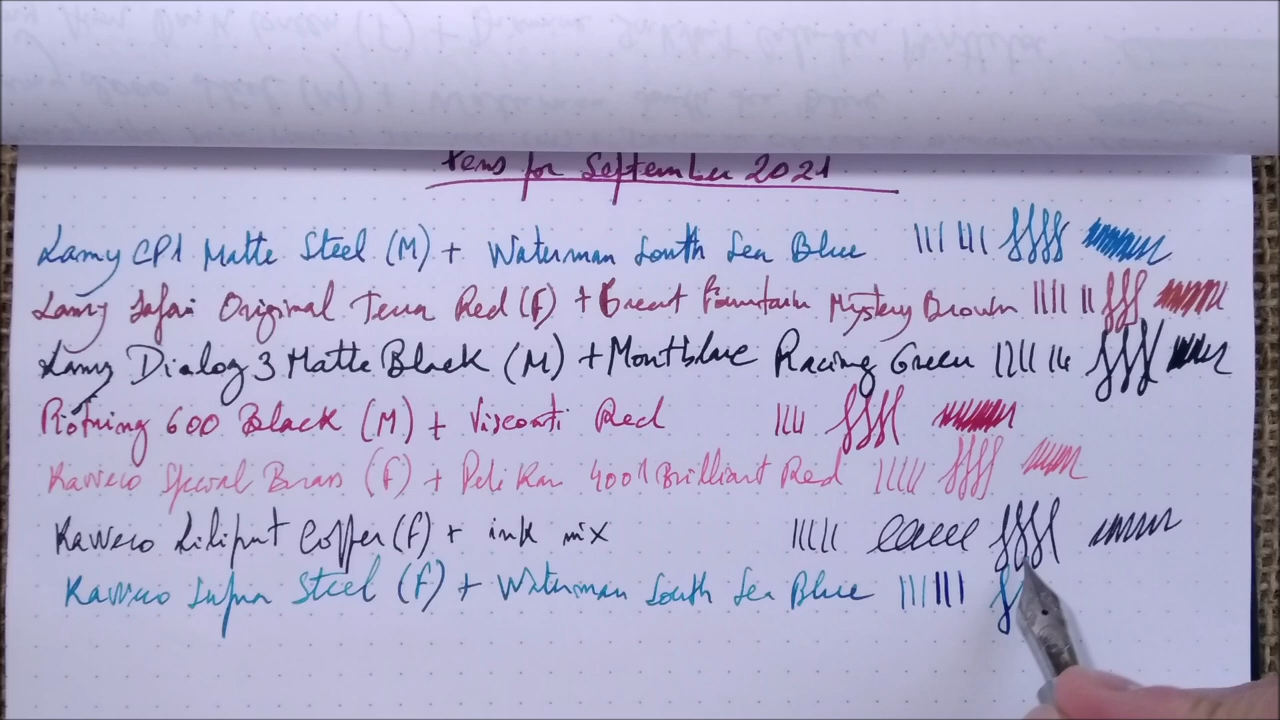 Pens for September 2021
Lamy CP1 Matte Steel (M) + Waterman South Sea Blue
Lamy Safari Original Terra Red (F) + Great Fountain Mystery Brown
Lamy Dialog 3 Matte Black (M) + Montblanc Racing Green
Rotring 600 Black (M) + Visconti Red
Kaweco Special Brass (F) + Pelikan 4001 Brilliant Red
Kaweco Liliput Copper (F) + ink mix
Kaweco Supra Steel (F) + Waterman South Sea Blue